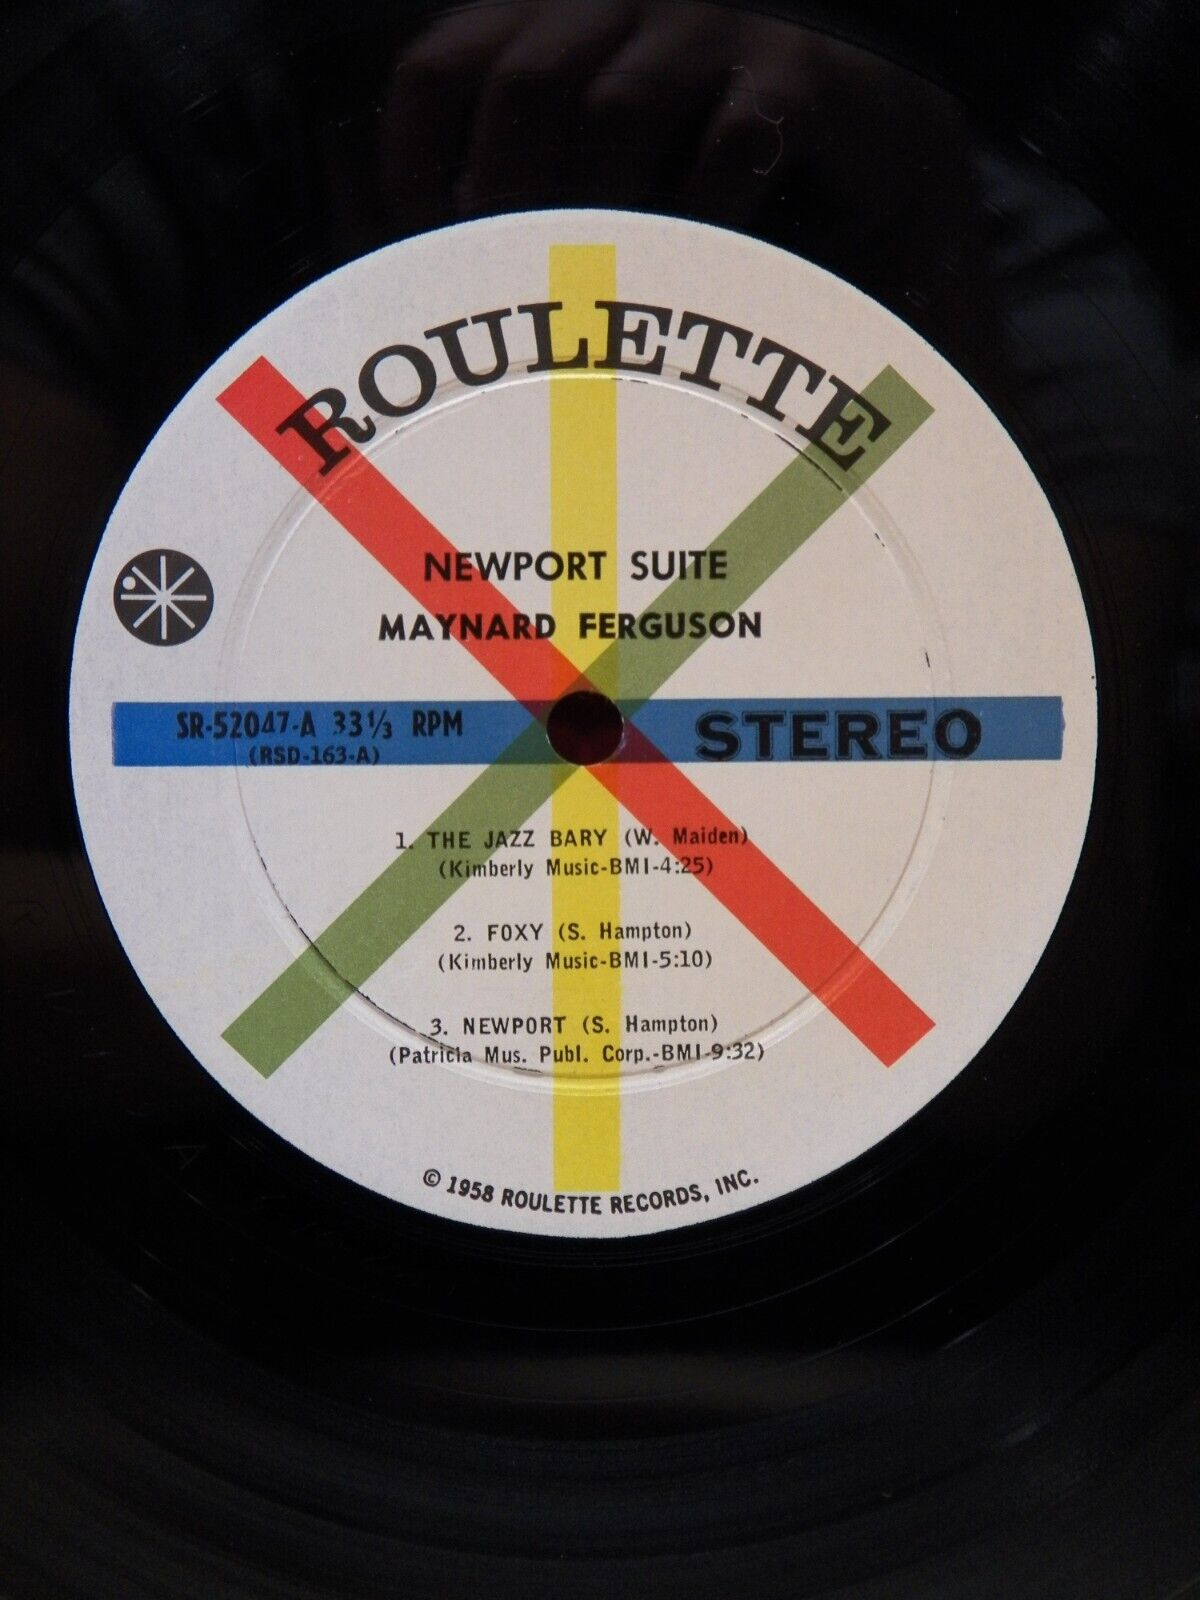 ROULETTE
NEWPORT SUITE
MAYNARD FERGUSON
SR-52047-A 33⅓ RPM
(RSD-163-A)
STEREO
1. THE JAZZ BARY (W. Maiden)
(Kimberly Music-BMI-4:25)
2. FOXY (S. Hampton)
(Kimberly Music-BMI-5:10)
3. NEWPORT (S. Hampton)
(Patricia Mus. Publ. Corp.-BMI-9:32)
© 1958 ROULETTE RECORDS, INC.